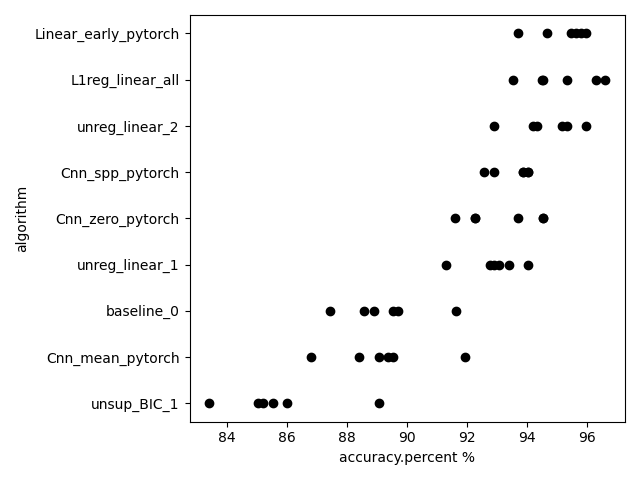 Linear_early_pytorch
L1reg_linear_all
unreg_linear_2
Cnn_spp_pytorch
Cnn_zero_pytorch
unreg_linear_1
baseline_0
Cnn_mean_pytorch
unsup_BIC_1
algorithm
84 86 88 90 92 94 96
accuracy.percent %